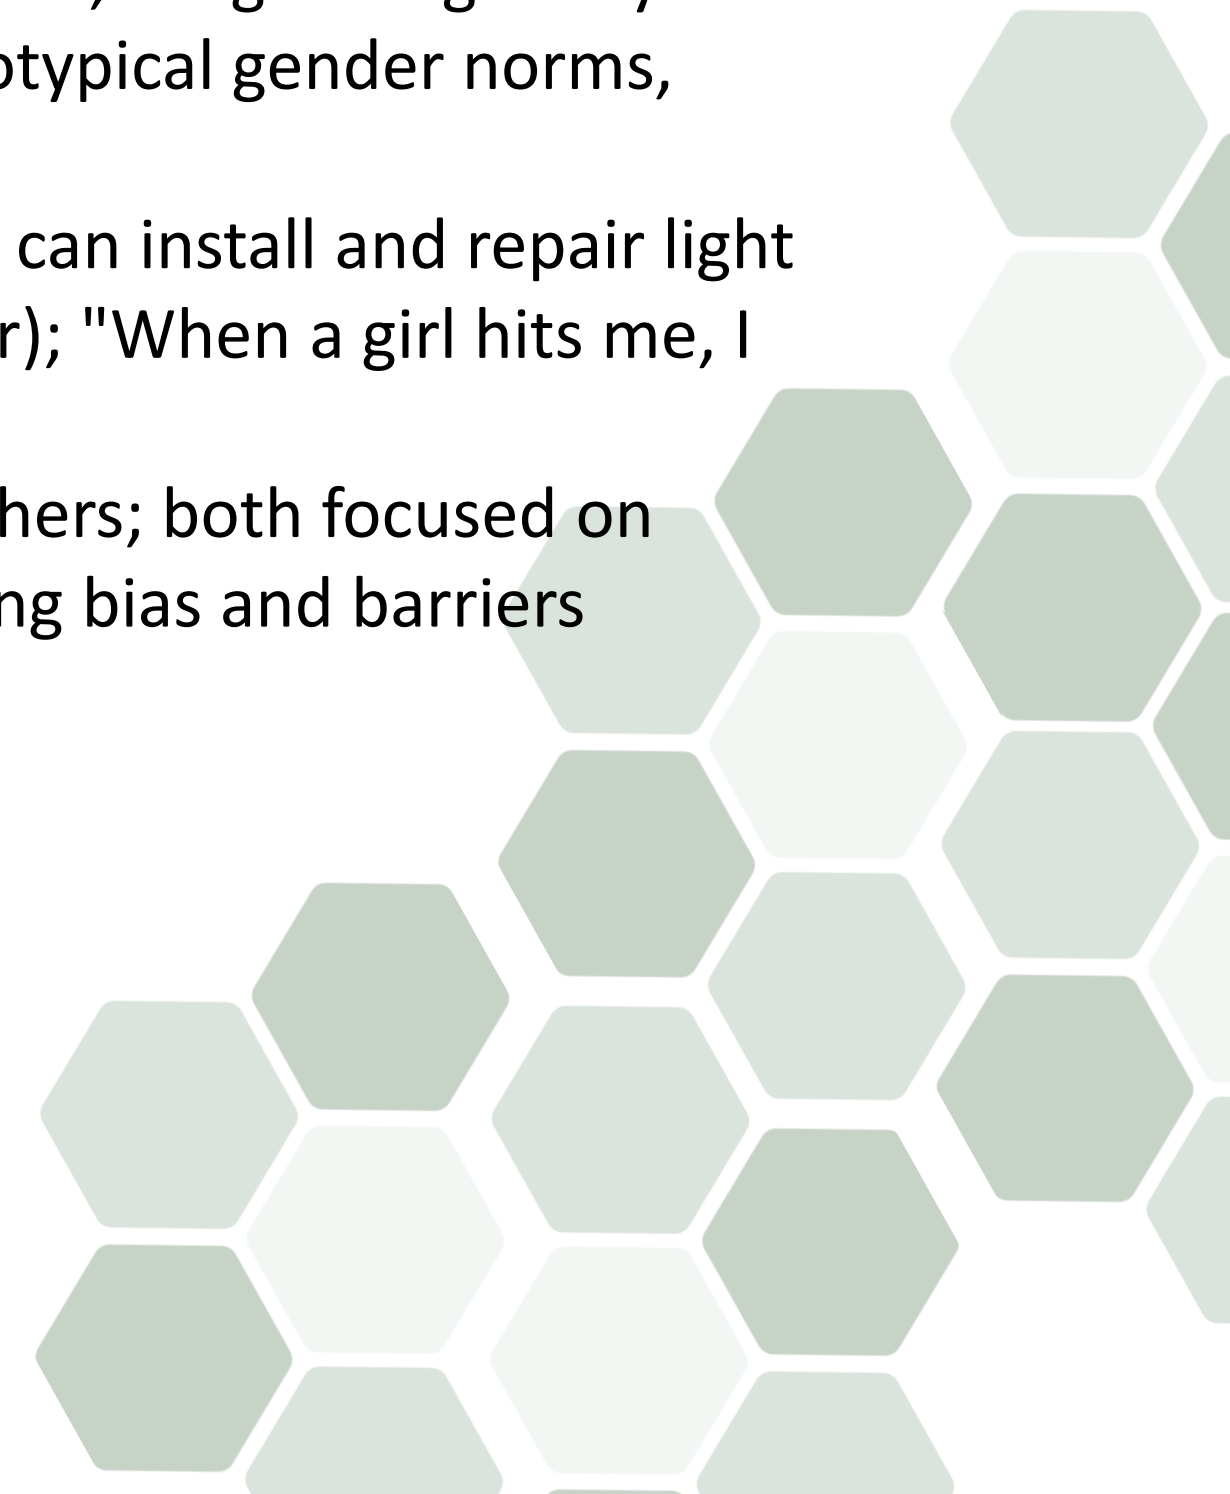 otypical gender norms,
can install and repair light
r); "When a girl hits me, I
hers; both focused on
ng bias and barriers